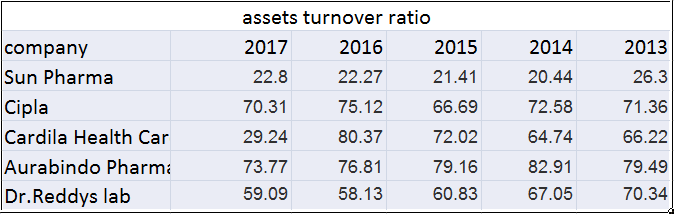 assets turnover ratio
company 2017 2016 2015 2014 2013
Sun Pharma 22.8 22.27 21.41 20.44 26.3
Cipla 70.31 75.12 66.69 72.58 71.36
Cardila Health Car 29.24 80.37 72.02 64.74 66.22
Aurabindo Pharma 73.77 76.81 79.16 82.91 79.49
Dr.Reddys lab 59.09 58.13 60.83 67.05 70.34